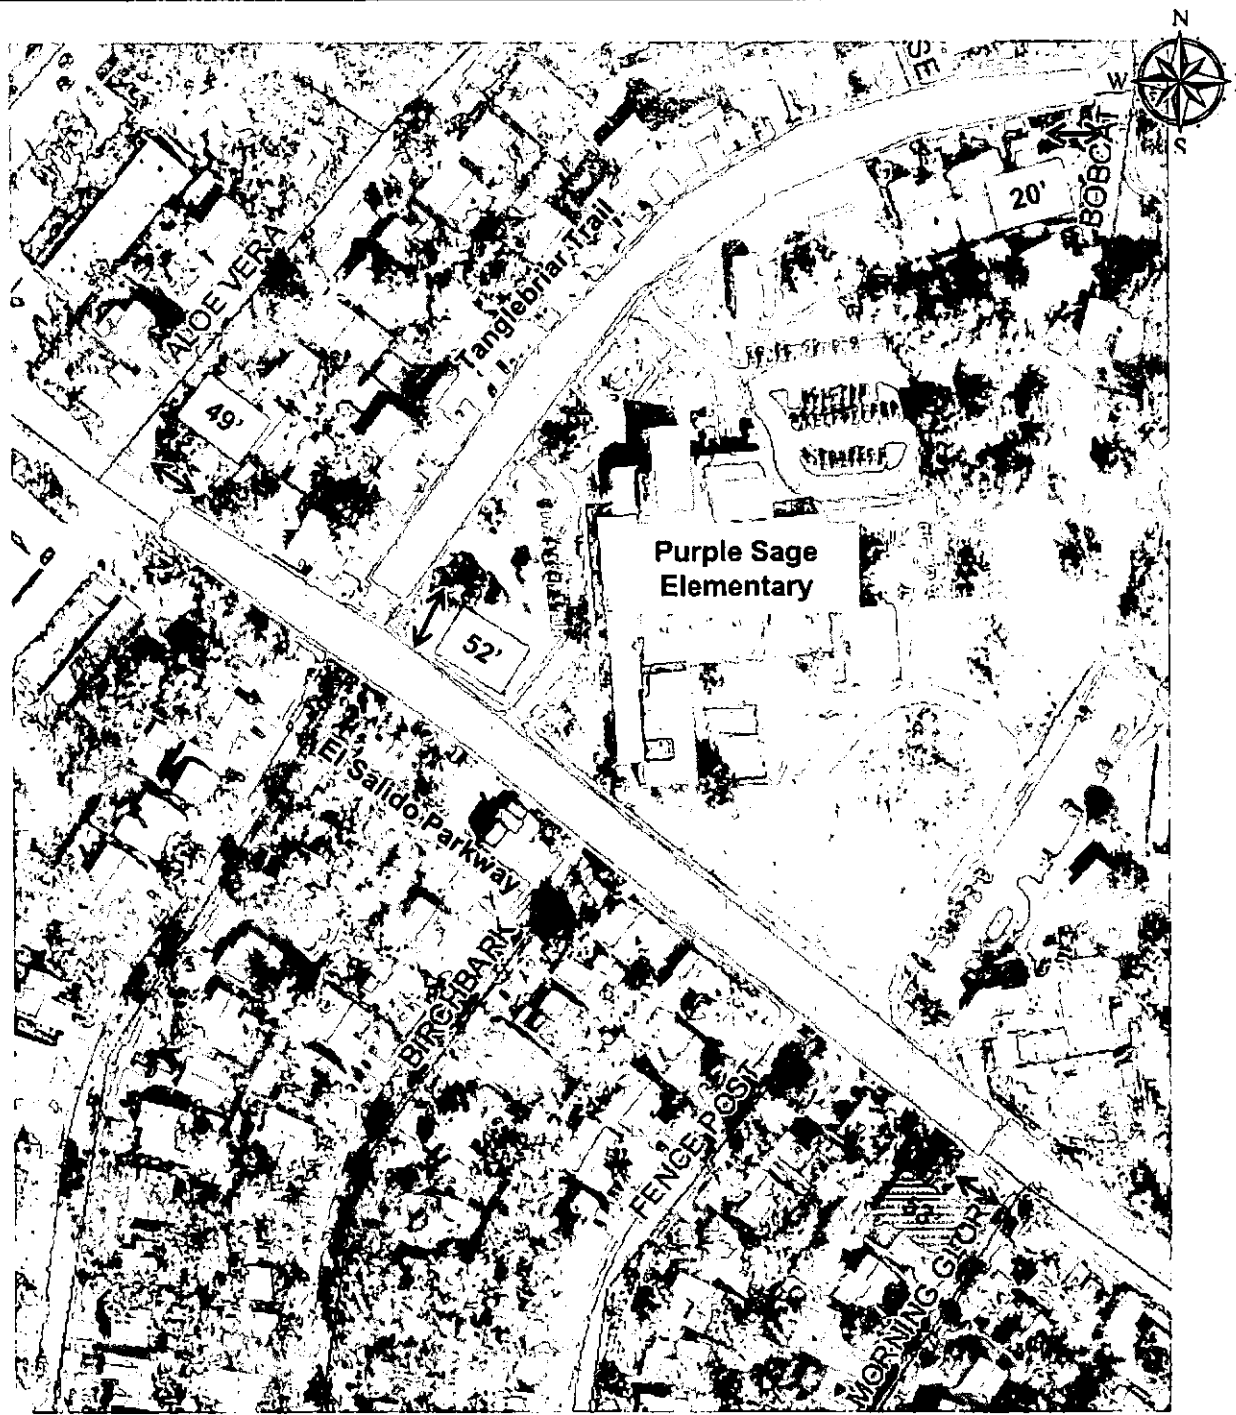 N
W
S
SE
BOBCAT
20'
ALOE VERA
Tanglebriar Trail
49'
Purple Sage
Elementary
52'
El Salido Parkway
BIRCHBARK
FENCE POST
MORNING GLORY